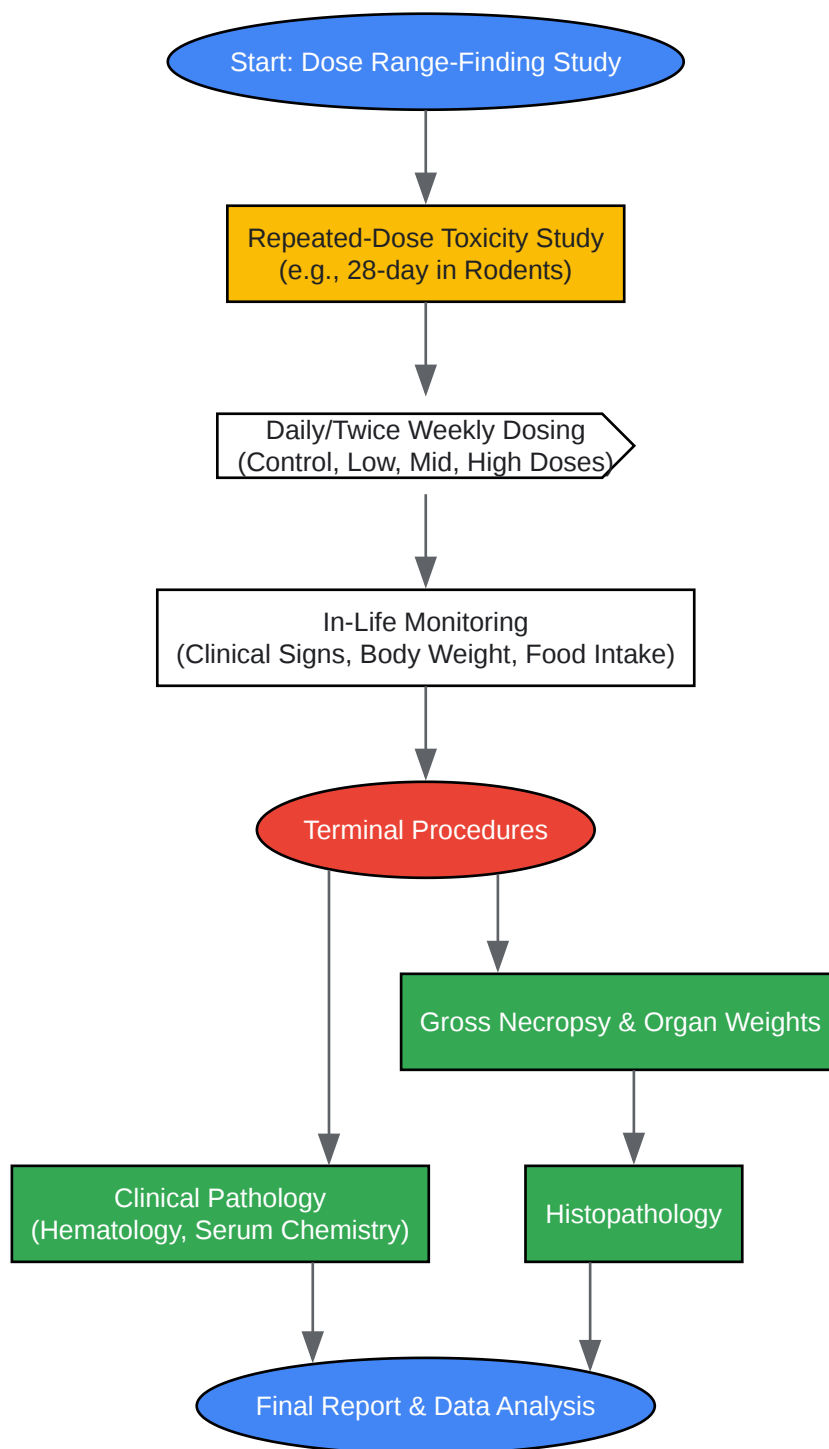 Start: Dose Range-Finding Study
Repeated-Dose Toxicity Study
(e.g., 28-day in Rodents)
Daily/Twice Weekly Dosing
(Control, Low, Mid, High Doses)
In-Life Monitoring
(Clinical Signs, Body Weight, Food Intake)
Terminal Procedures
Gross Necropsy & Organ Weights
Clinical Pathology
(Hematology, Serum Chemistry)
Histopathology
Final Report & Data Analysis